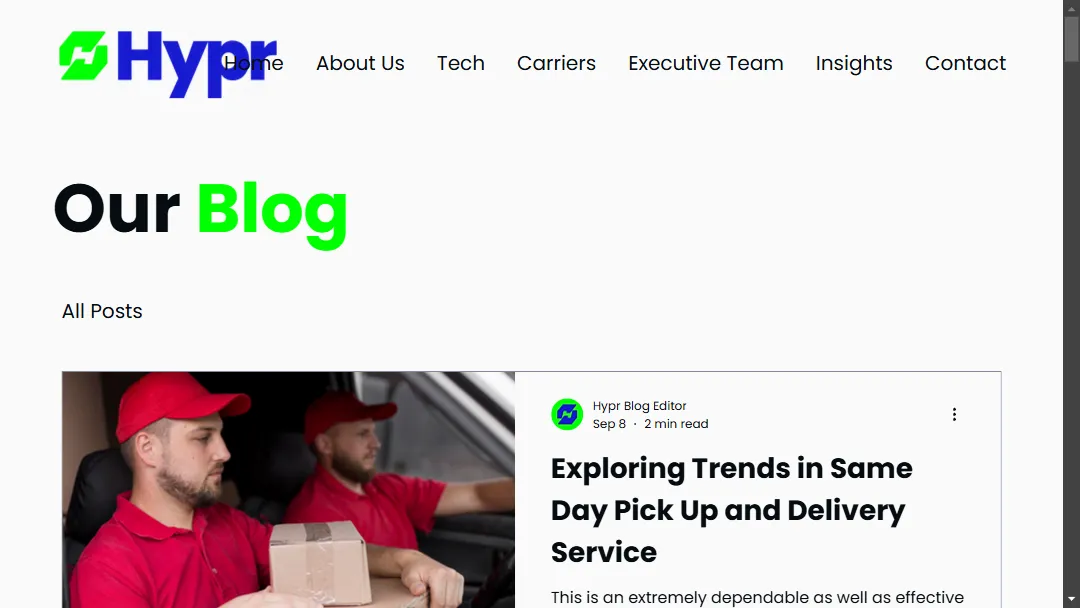 Hypr
Home About Us Tech Carriers Executive Team Insights Contact
Our Blog
All Posts
Hypr Blog Editor
Sep 8 · 2 min read
Exploring Trends in Same
Day Pick Up and Delivery
Service
This is an extremely dependable as well as effective